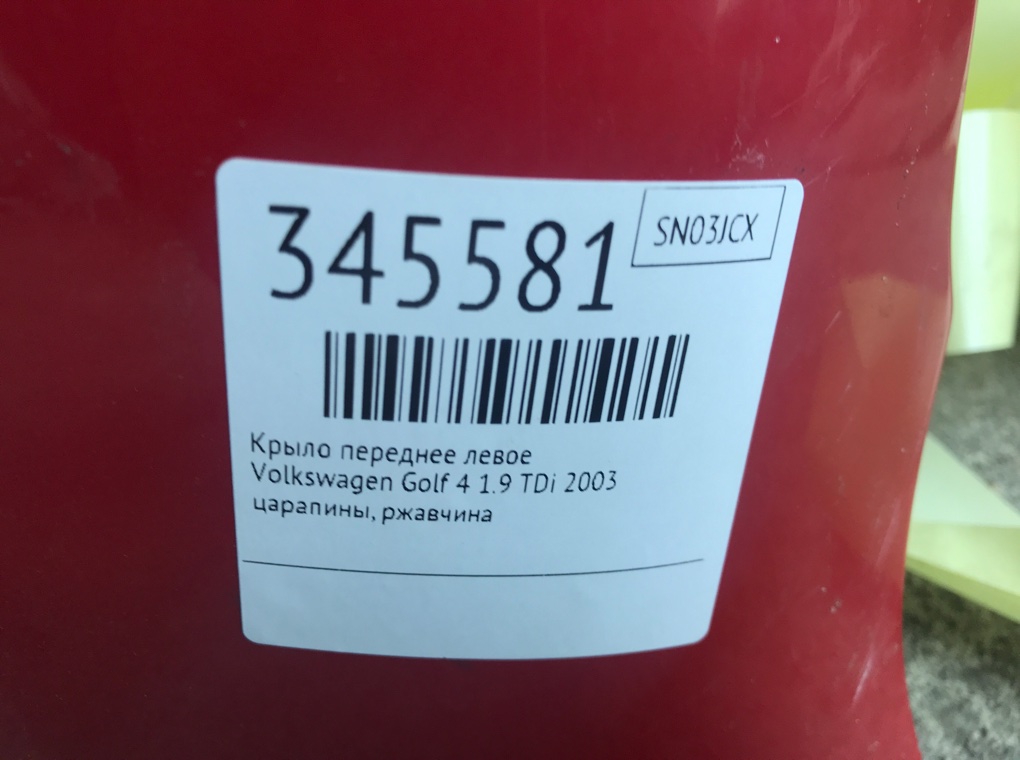 345581
SN03JCX
Крыло переднее левое
Volkswagen Golf 4 1.9 TDi 2003
царапины, ржавчина